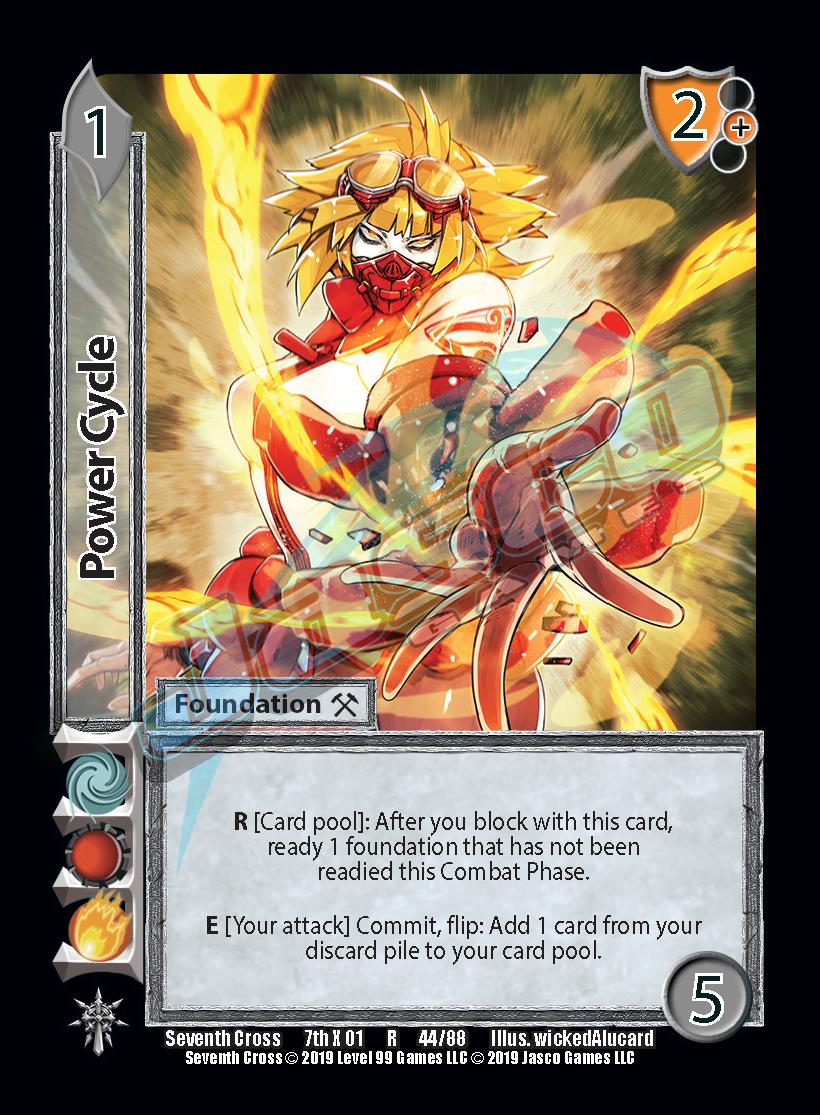 1
2
+
Power Cycle
JASCO
GAMES
Foundation
R [Card pool]: After you block with this card,
ready 1 foundation that has not been
readied this Combat Phase.
E [Your attack] Commit, flip: Add 1 card from your
discard pile to your card pool.
5
Seventh Cross 7th X 01 R 44/88 Illus. wickedAlucard
Seventh Cross © 2019 Level 99 Games LLC © 2019 Jasco Games LLC